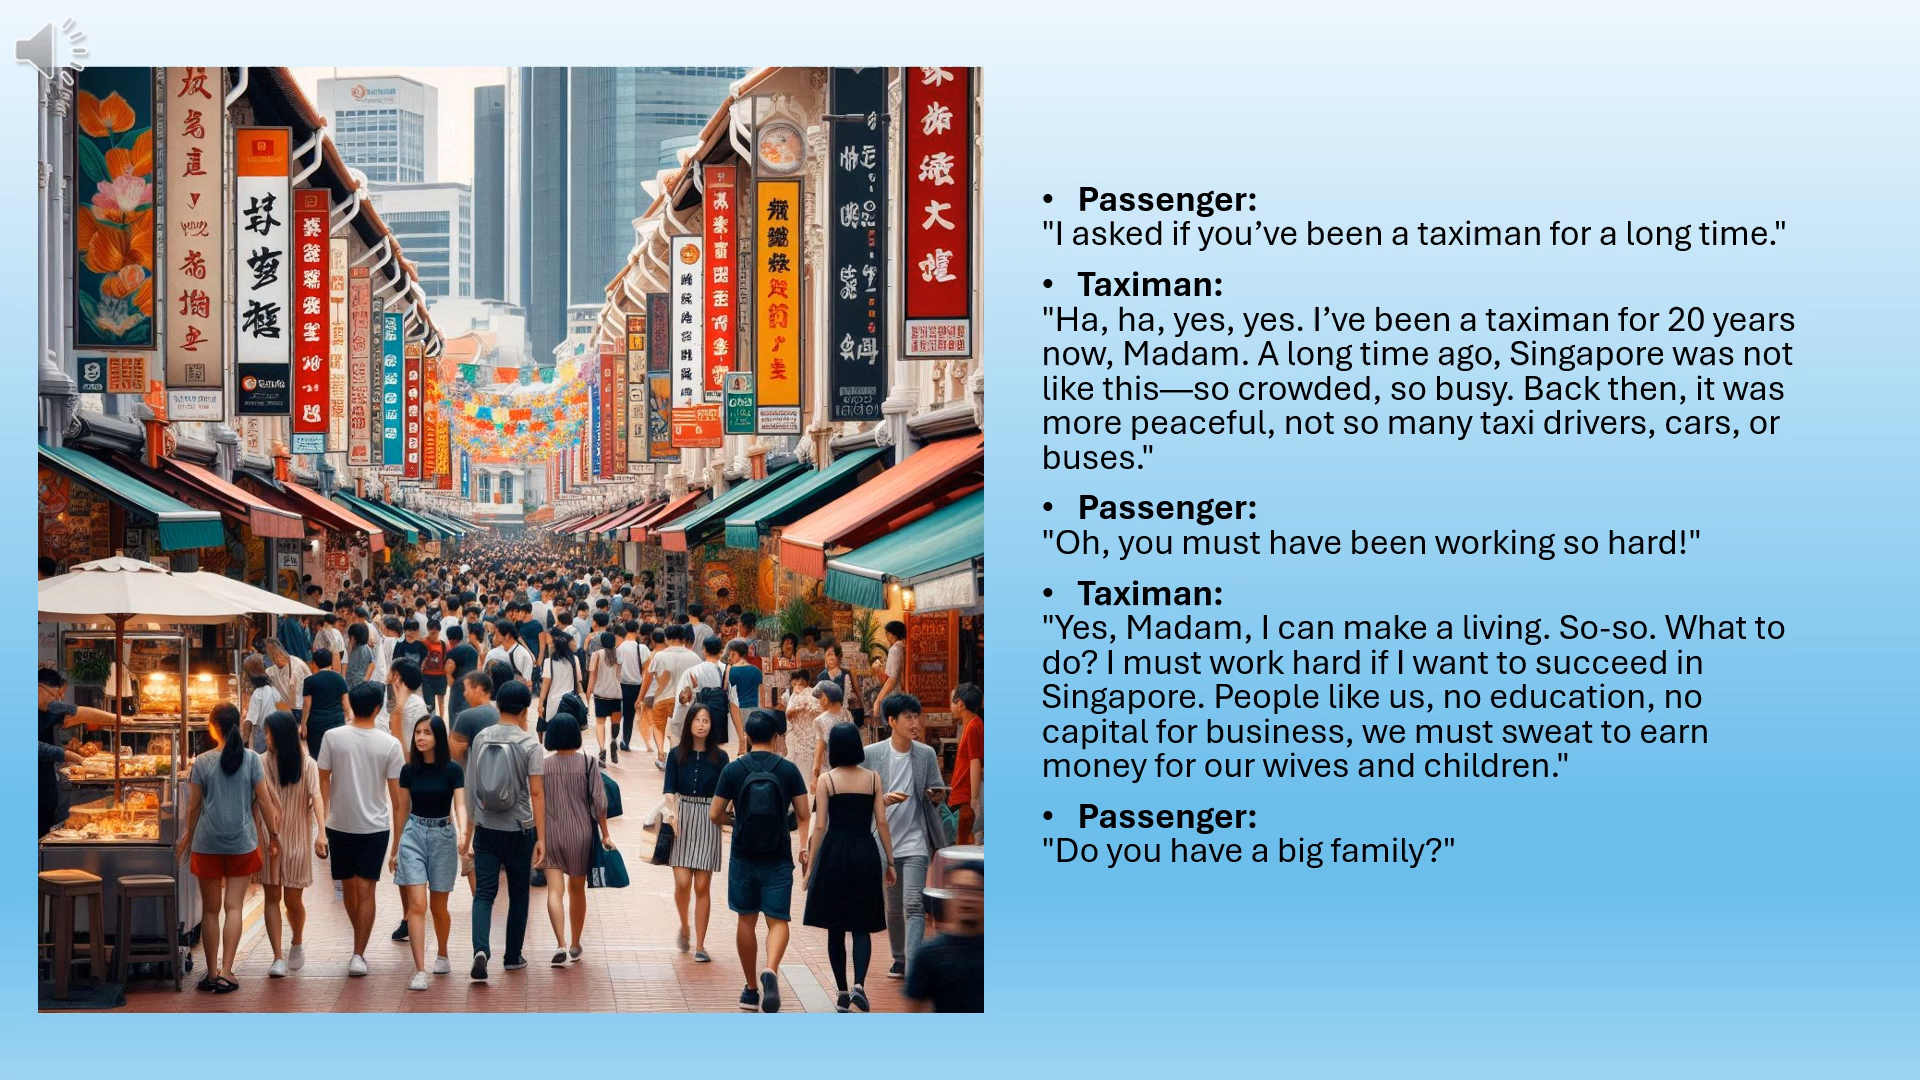 • Passenger:
"I asked if you’ve been a taximan for a long time."
• Taximan:
"Ha, ha, yes, yes. I’ve been a taximan for 20 years
now, Madam. A long time ago, Singapore was not
like this—so crowded, so busy. Back then, it was
more peaceful, not so many taxi drivers, cars, or
buses."
• Passenger:
"Oh, you must have been working so hard!"
• Taximan:
"Yes, Madam, I can make a living. So-so. What to
do? I must work hard if I want to succeed in
Singapore. People like us, no education, no
capital for business, we must sweat to earn
money for our wives and children."
• Passenger:
"Do you have a big family?"